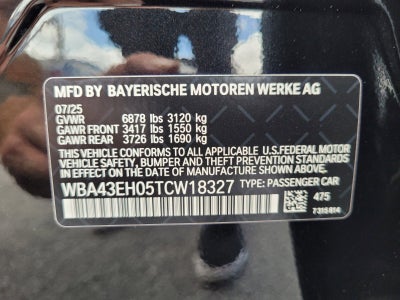 MFD BY BAYERISCHE MOTOREN WERKE AG
07/25
GVWR 6878 lbs 3120 kg
GAWR FRONT 3417 lbs 1550 kg
GAWR REAR 3726 lbs 1690 kg
THIS VEHICLE CONFORMS TO ALL APPLICABLE U.S. FEDERAL MOTOR
VEHICLE SAFETY, BUMPER AND THEFT PREVENTION STANDARDS
IN EFFECT ON THE DATE OF MANUFACTURE SHOWN ABOVE.
WBA43EH05TCW18327 TYPE: PASSENGER CAR
475
7315814